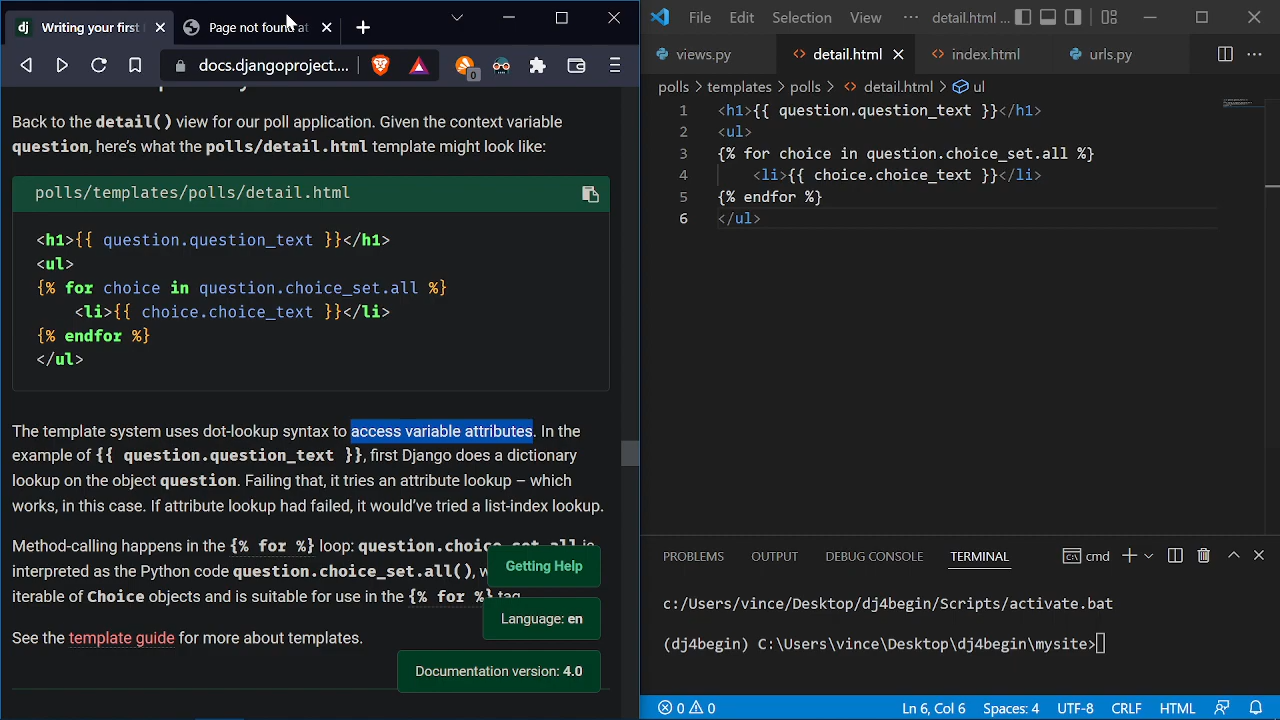 dj Writing your first
Page not found at
docs.djangoproject....
0
Back to the detail() view for our poll application. Given the context variable
question, here's what the polls/detail.html template might look like:
polls/templates/polls/detail.html
<h1>{{ question.question_text }}</h1>
<ul>
{% for choice in question.choice_set.all %}
    <li>{{ choice.choice_text }}</li>
{% endfor %}
</ul>
The template system uses dot-lookup syntax to access variable attributes. In the
example of {{ question.question_text }}, first Django does a dictionary
lookup on the object question. Failing that, it tries an attribute lookup – which
works, in this case. If attribute lookup had failed, it would've tried a list-index lookup.
Method-calling happens in the {% for %} loop: question.choice_set.all is
interpreted as the Python code question.choice_set.all(), w
iterable of Choice objects and is suitable for use in the {% for %} tag.
See the template guide for more about templates.
Getting Help
Language: en
Documentation version: 4.0
File Edit Selection View ··· detail.html ...
views.py
detail.html
index.html
urls.py
polls > templates > polls > detail.html > ul
1 <h1>{{ question.question_text }}</h1>
2 <ul>
3 {% for choice in question.choice_set.all %}
4     <li>{{ choice.choice_text }}</li>
5 {% endfor %}
6 </ul>
PROBLEMS OUTPUT DEBUG CONSOLE TERMINAL cmd
c:/Users/vince/Desktop/dj4begin/Scripts/activate.bat
(dj4begin) C:\Users\vince\Desktop\dj4begin\mysite>
0 0 Ln 6, Col 6 Spaces: 4 UTF-8 CRLF HTML